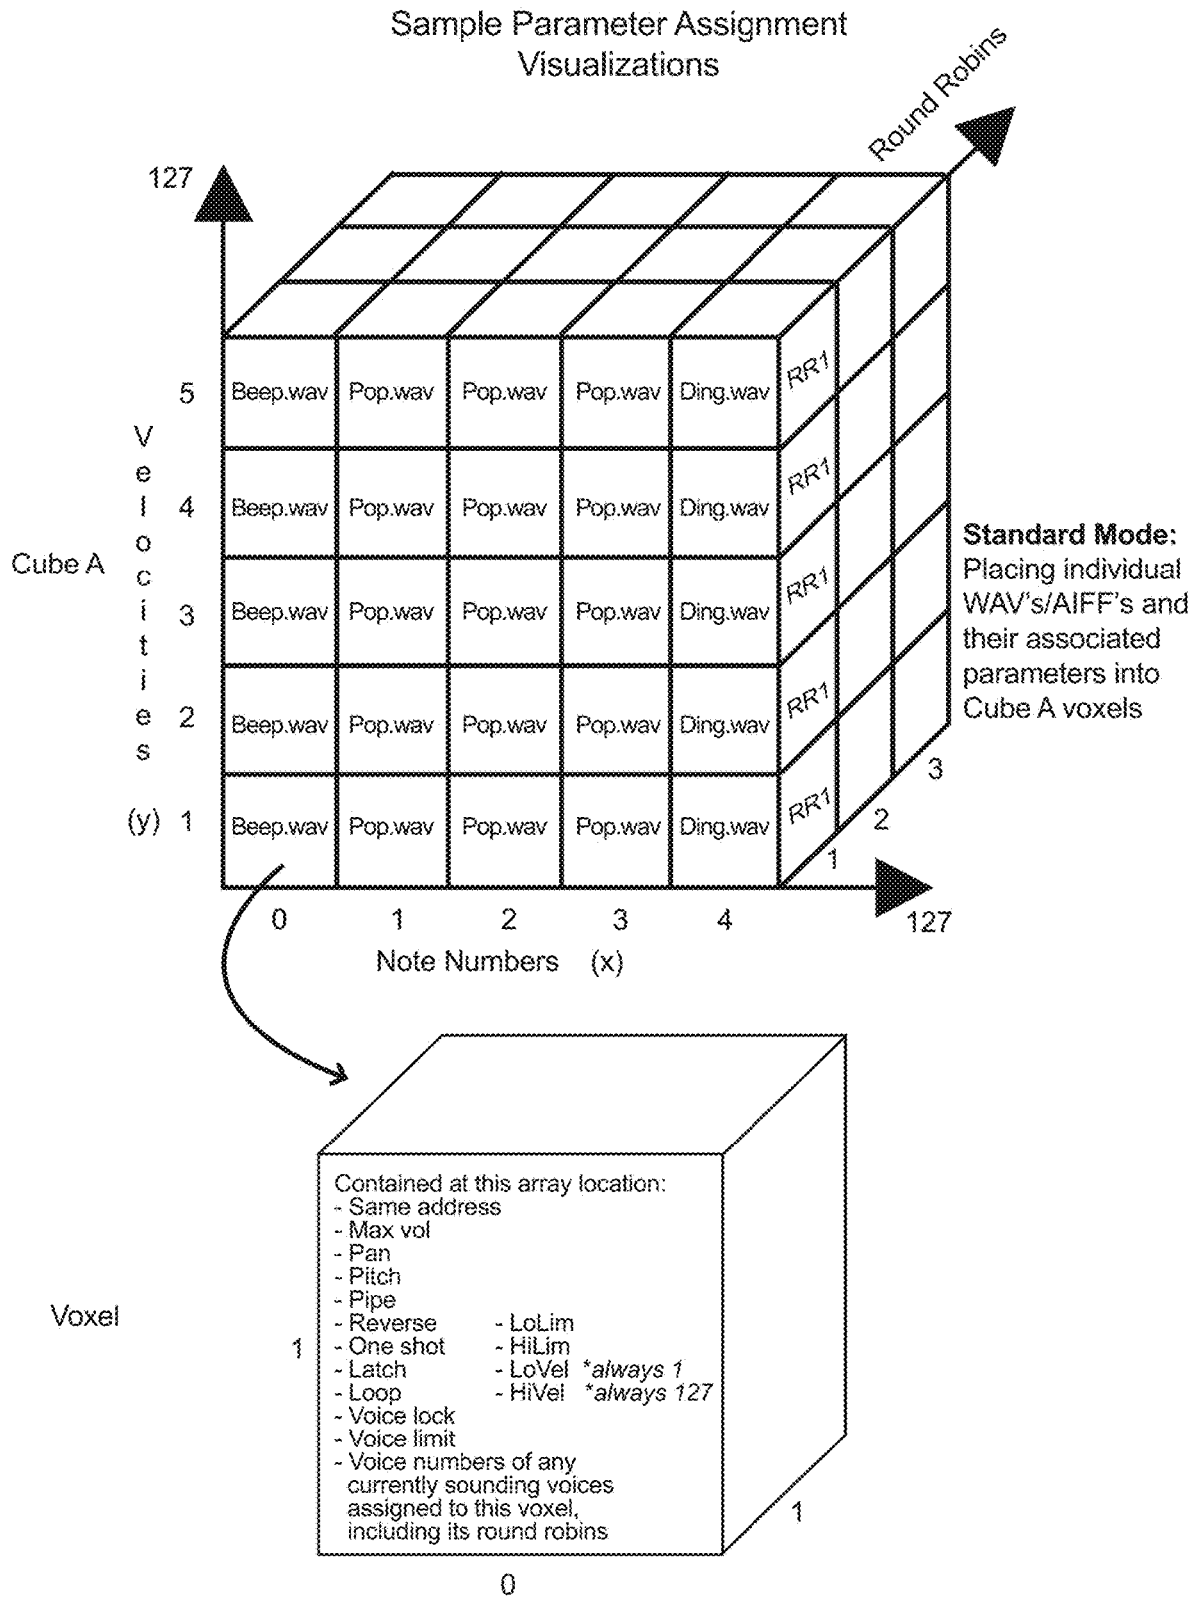 Sample Parameter Assignment
Visualizations
Round Robins
127
5 Beep.wav Pop.wav Pop.wav Pop.wav Ding.wav RR1
4 Beep.wav Pop.wav Pop.wav Pop.wav Ding.wav RR1
3 Beep.wav Pop.wav Pop.wav Pop.wav Ding.wav RR1
2 Beep.wav Pop.wav Pop.wav Pop.wav Ding.wav RR1
(y) 1 Beep.wav Pop.wav Pop.wav Pop.wav Ding.wav RR1
Velocities
Cube A
Standard Mode:
Placing individual
WAV's/AIFF's and
their associated
parameters into
Cube A voxels
1
2
3
0 1 2 3 4 127
Note Numbers (x)
Voxel
Contained at this array location:
- Same address
- Max vol
- Pan
- Pitch
- Pipe
- Reverse - LoLim
- One shot - HiLim
- Latch - LoVel *always 1
- Loop - HiVel *always 127
- Voice lock
- Voice limit
- Voice numbers of any
currently sounding voices
assigned to this voxel,
including its round robins
1
1
0